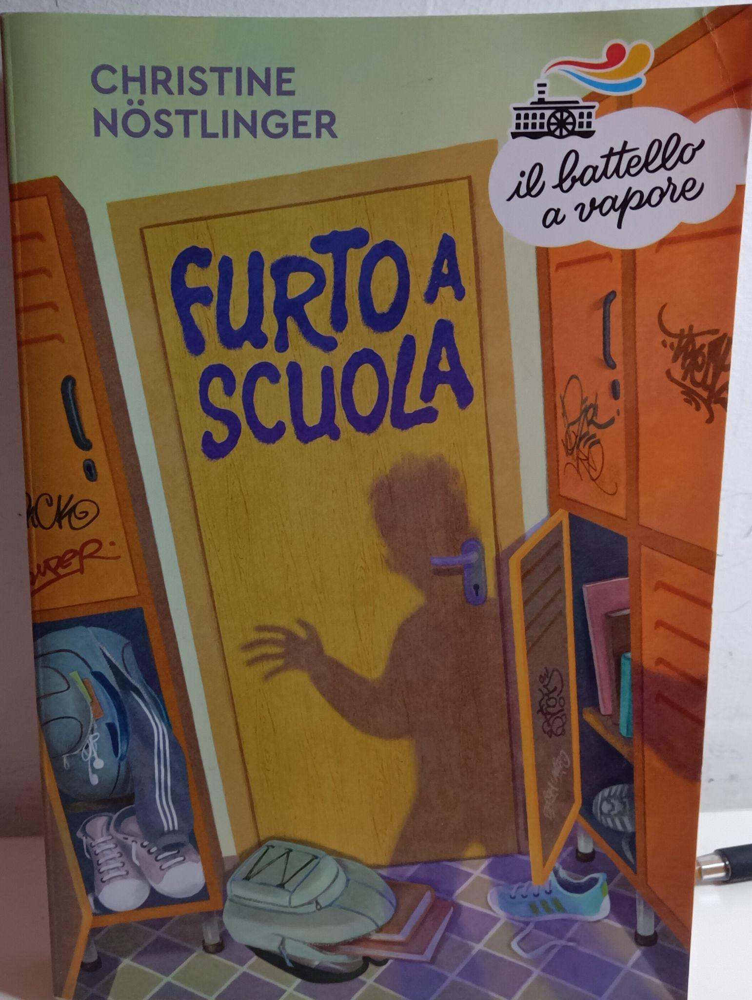 CHRISTINE
NÖSTLINGER
il battello
a vapore
FURTO A
SCUOLA